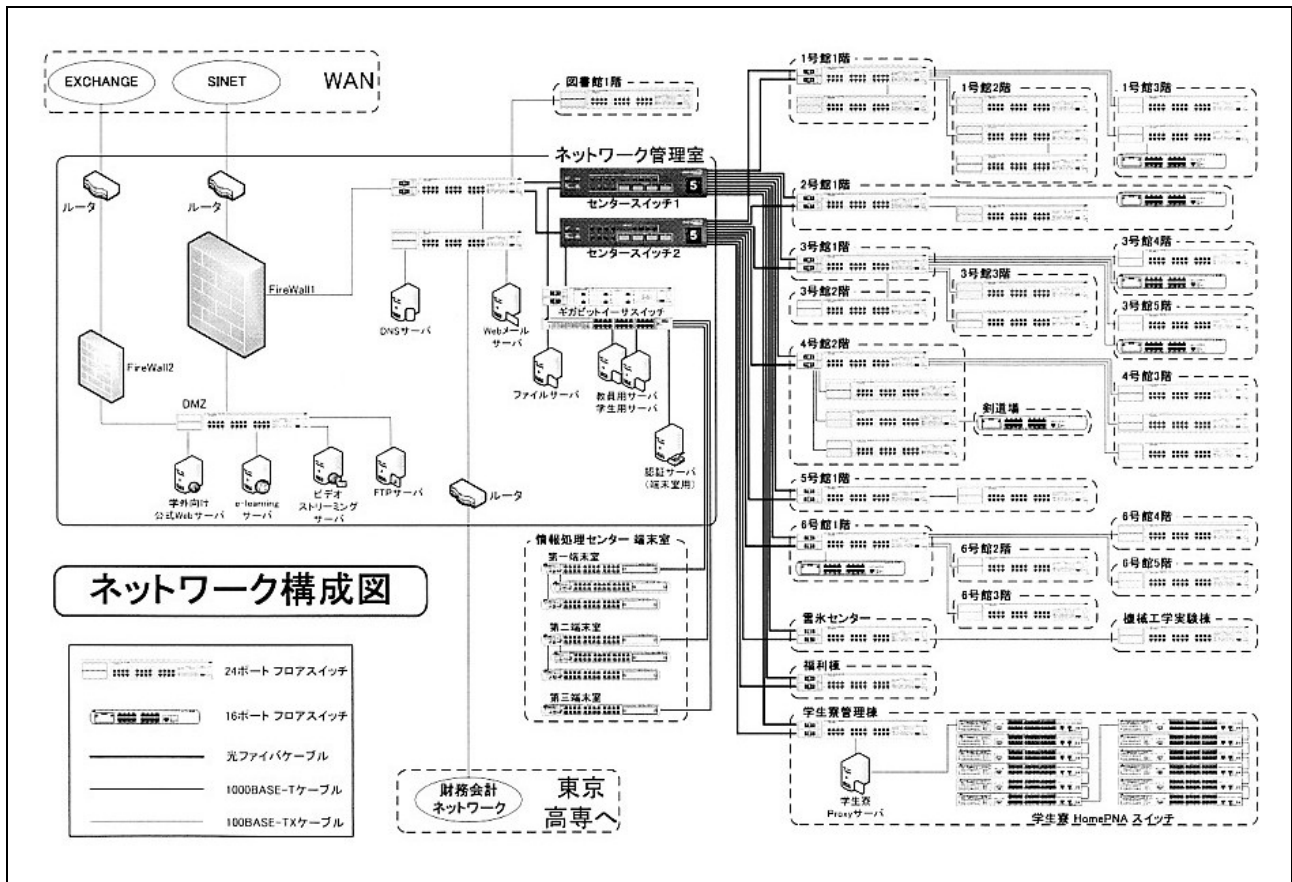 EXCHANGE
SINET
WAN
図書館1階
ネットワーク管理室
ルータ
ルータ
センタースイッチ1
センタースイッチ2
5
5
FireWall1
FireWall2
DNSサーバ
Webメール
サーバ
ギガビットイーサスイッチ
ファイルサーバ
教員用サーバ
学生用サーバ
認証サーバ
(端末室用)
DMZ
学外向け
公式Webサーバ
e-learning
サーバ
ビデオ
ストリーミング
サーバ
FTPサーバ
ルータ
情報処理センター 端末室
第一端末室
第二端末室
第三端末室
ネットワーク構成図
24ポート フロアスイッチ
16ポート フロアスイッチ
光ファイバケーブル
1000BASE-Tケーブル
100BASE-TXケーブル
財務会計
ネットワーク
東京
高専へ
1号館1階
1号館2階
1号館3階
2号館1階
3号館1階
3号館2階
3号館3階
3号館4階
3号館5階
4号館2階
4号館3階
剣道場
5号館1階
6号館1階
6号館2階
6号館3階
6号館4階
6号館5階
雪氷センター
機械工学実験棟
福利棟
学生寮管理棟
学生寮
Proxyサーバ
学生寮 HomePNA スイッチ